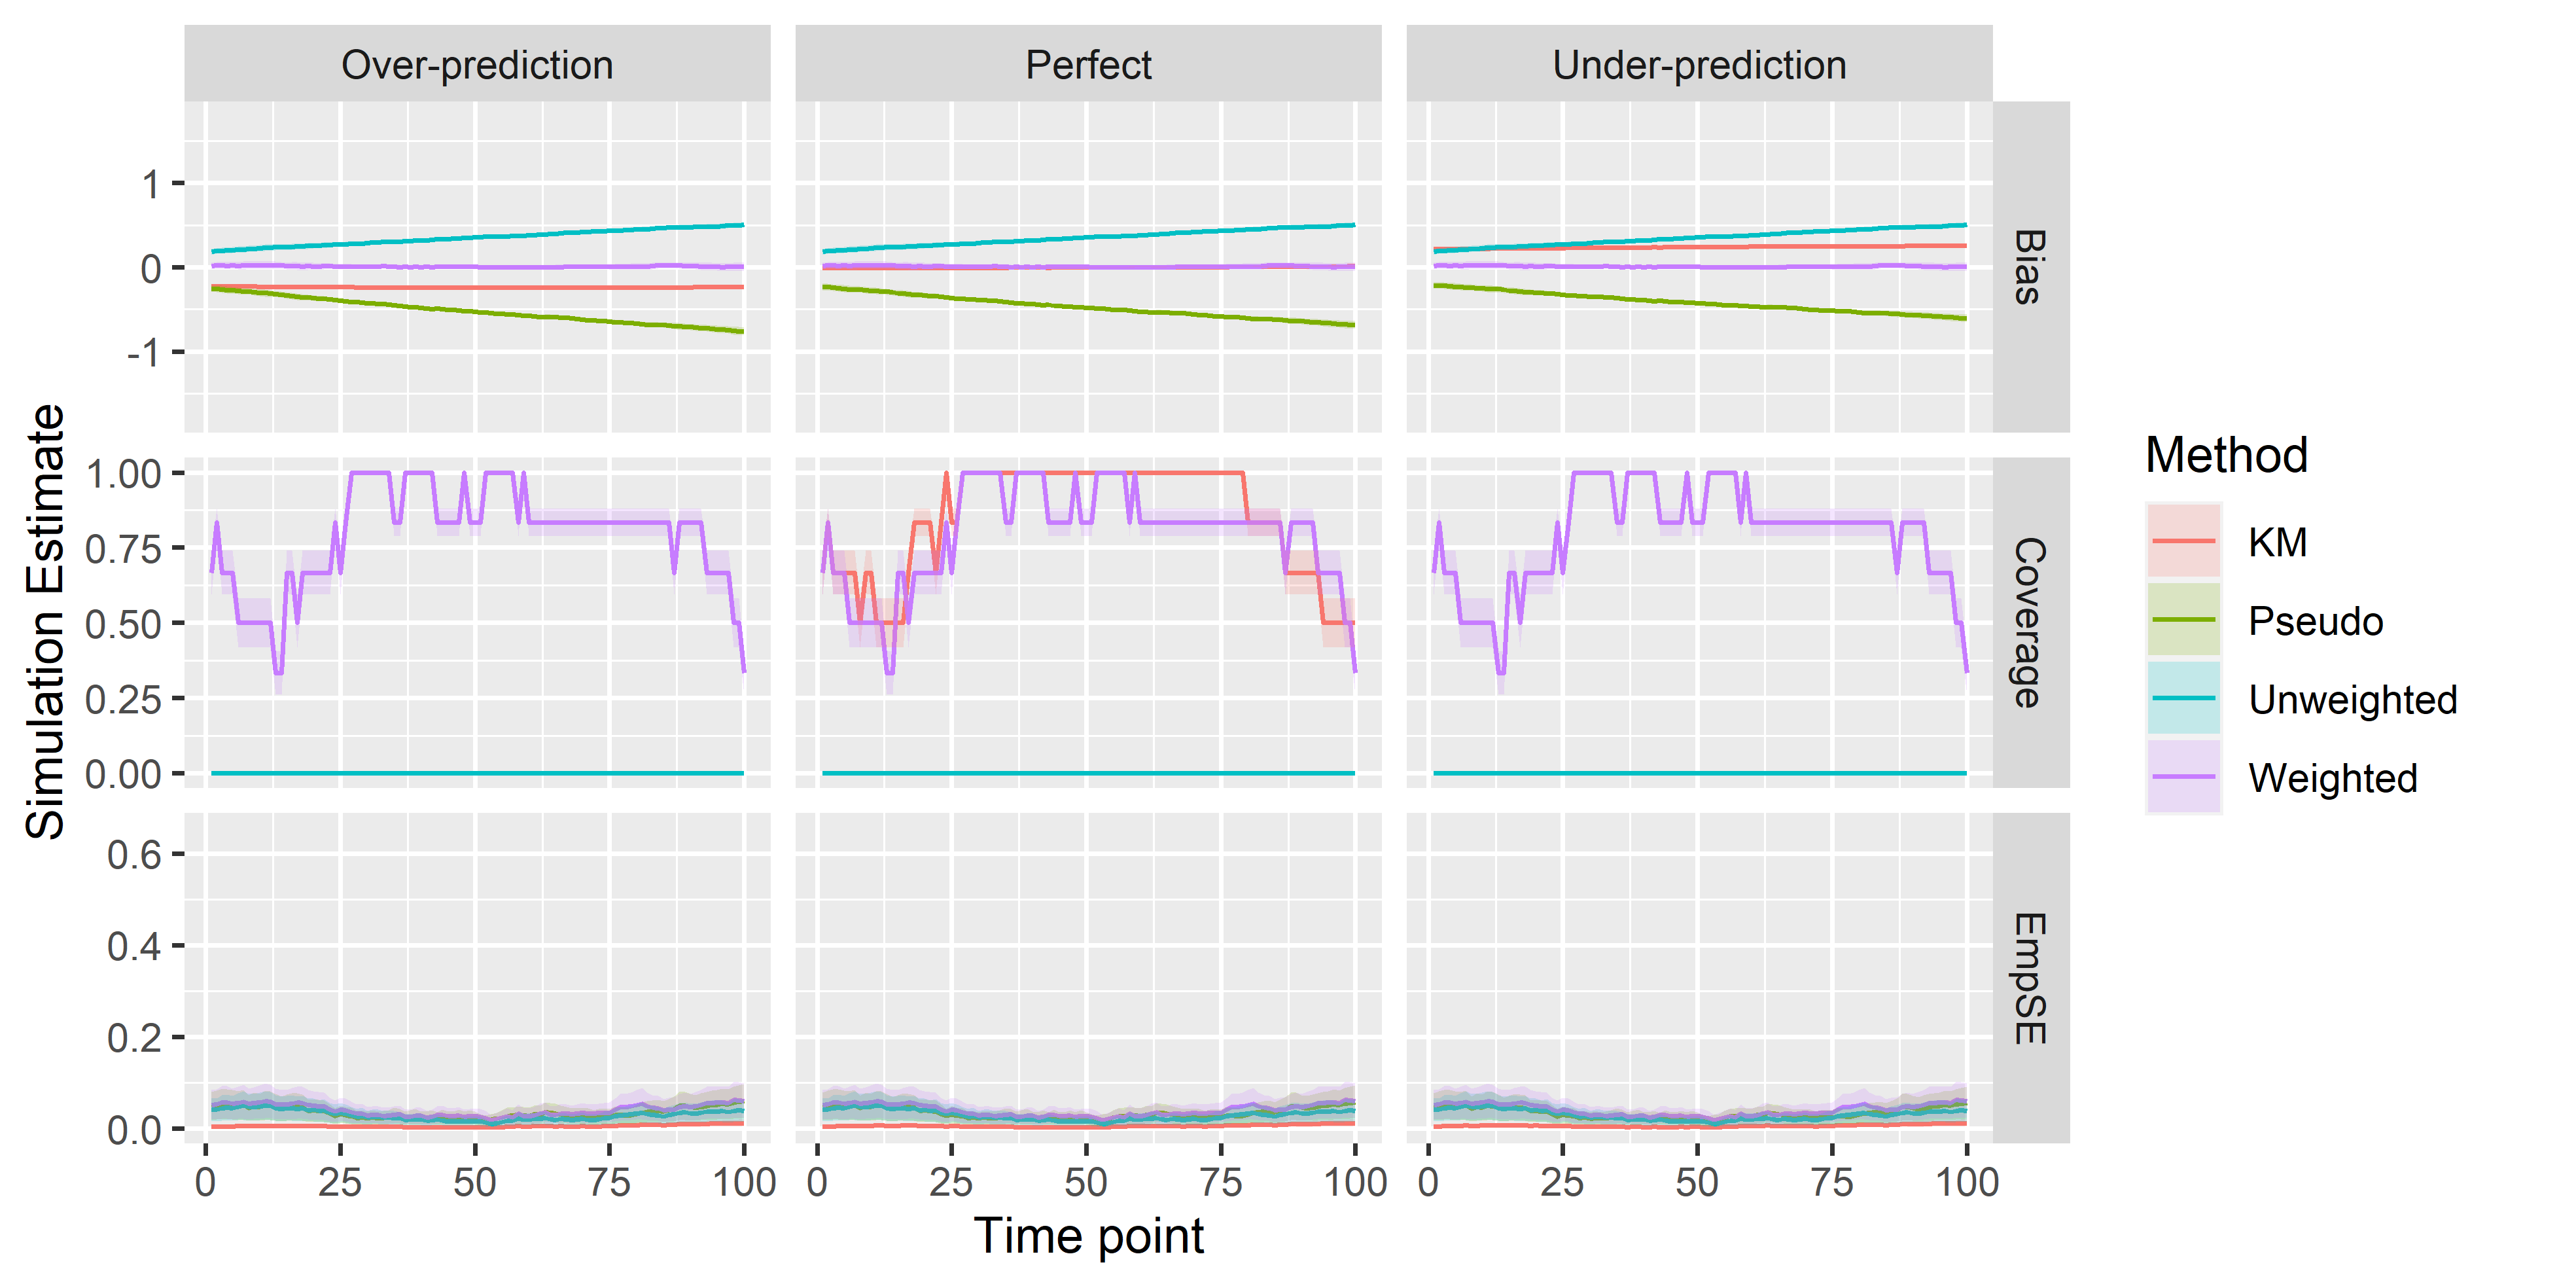 Over-prediction
Perfect
Under-prediction
Simulation Estimate
1
0
-1
Bias
1.00
0.75
0.50
0.25
0.00
Coverage
0.6
0.4
0.2
0.0
EmpSE
0 25 50 75 100
0 25 50 75 100
0 25 50 75 100
Time point
Method
KM
Pseudo
Unweighted
Weighted